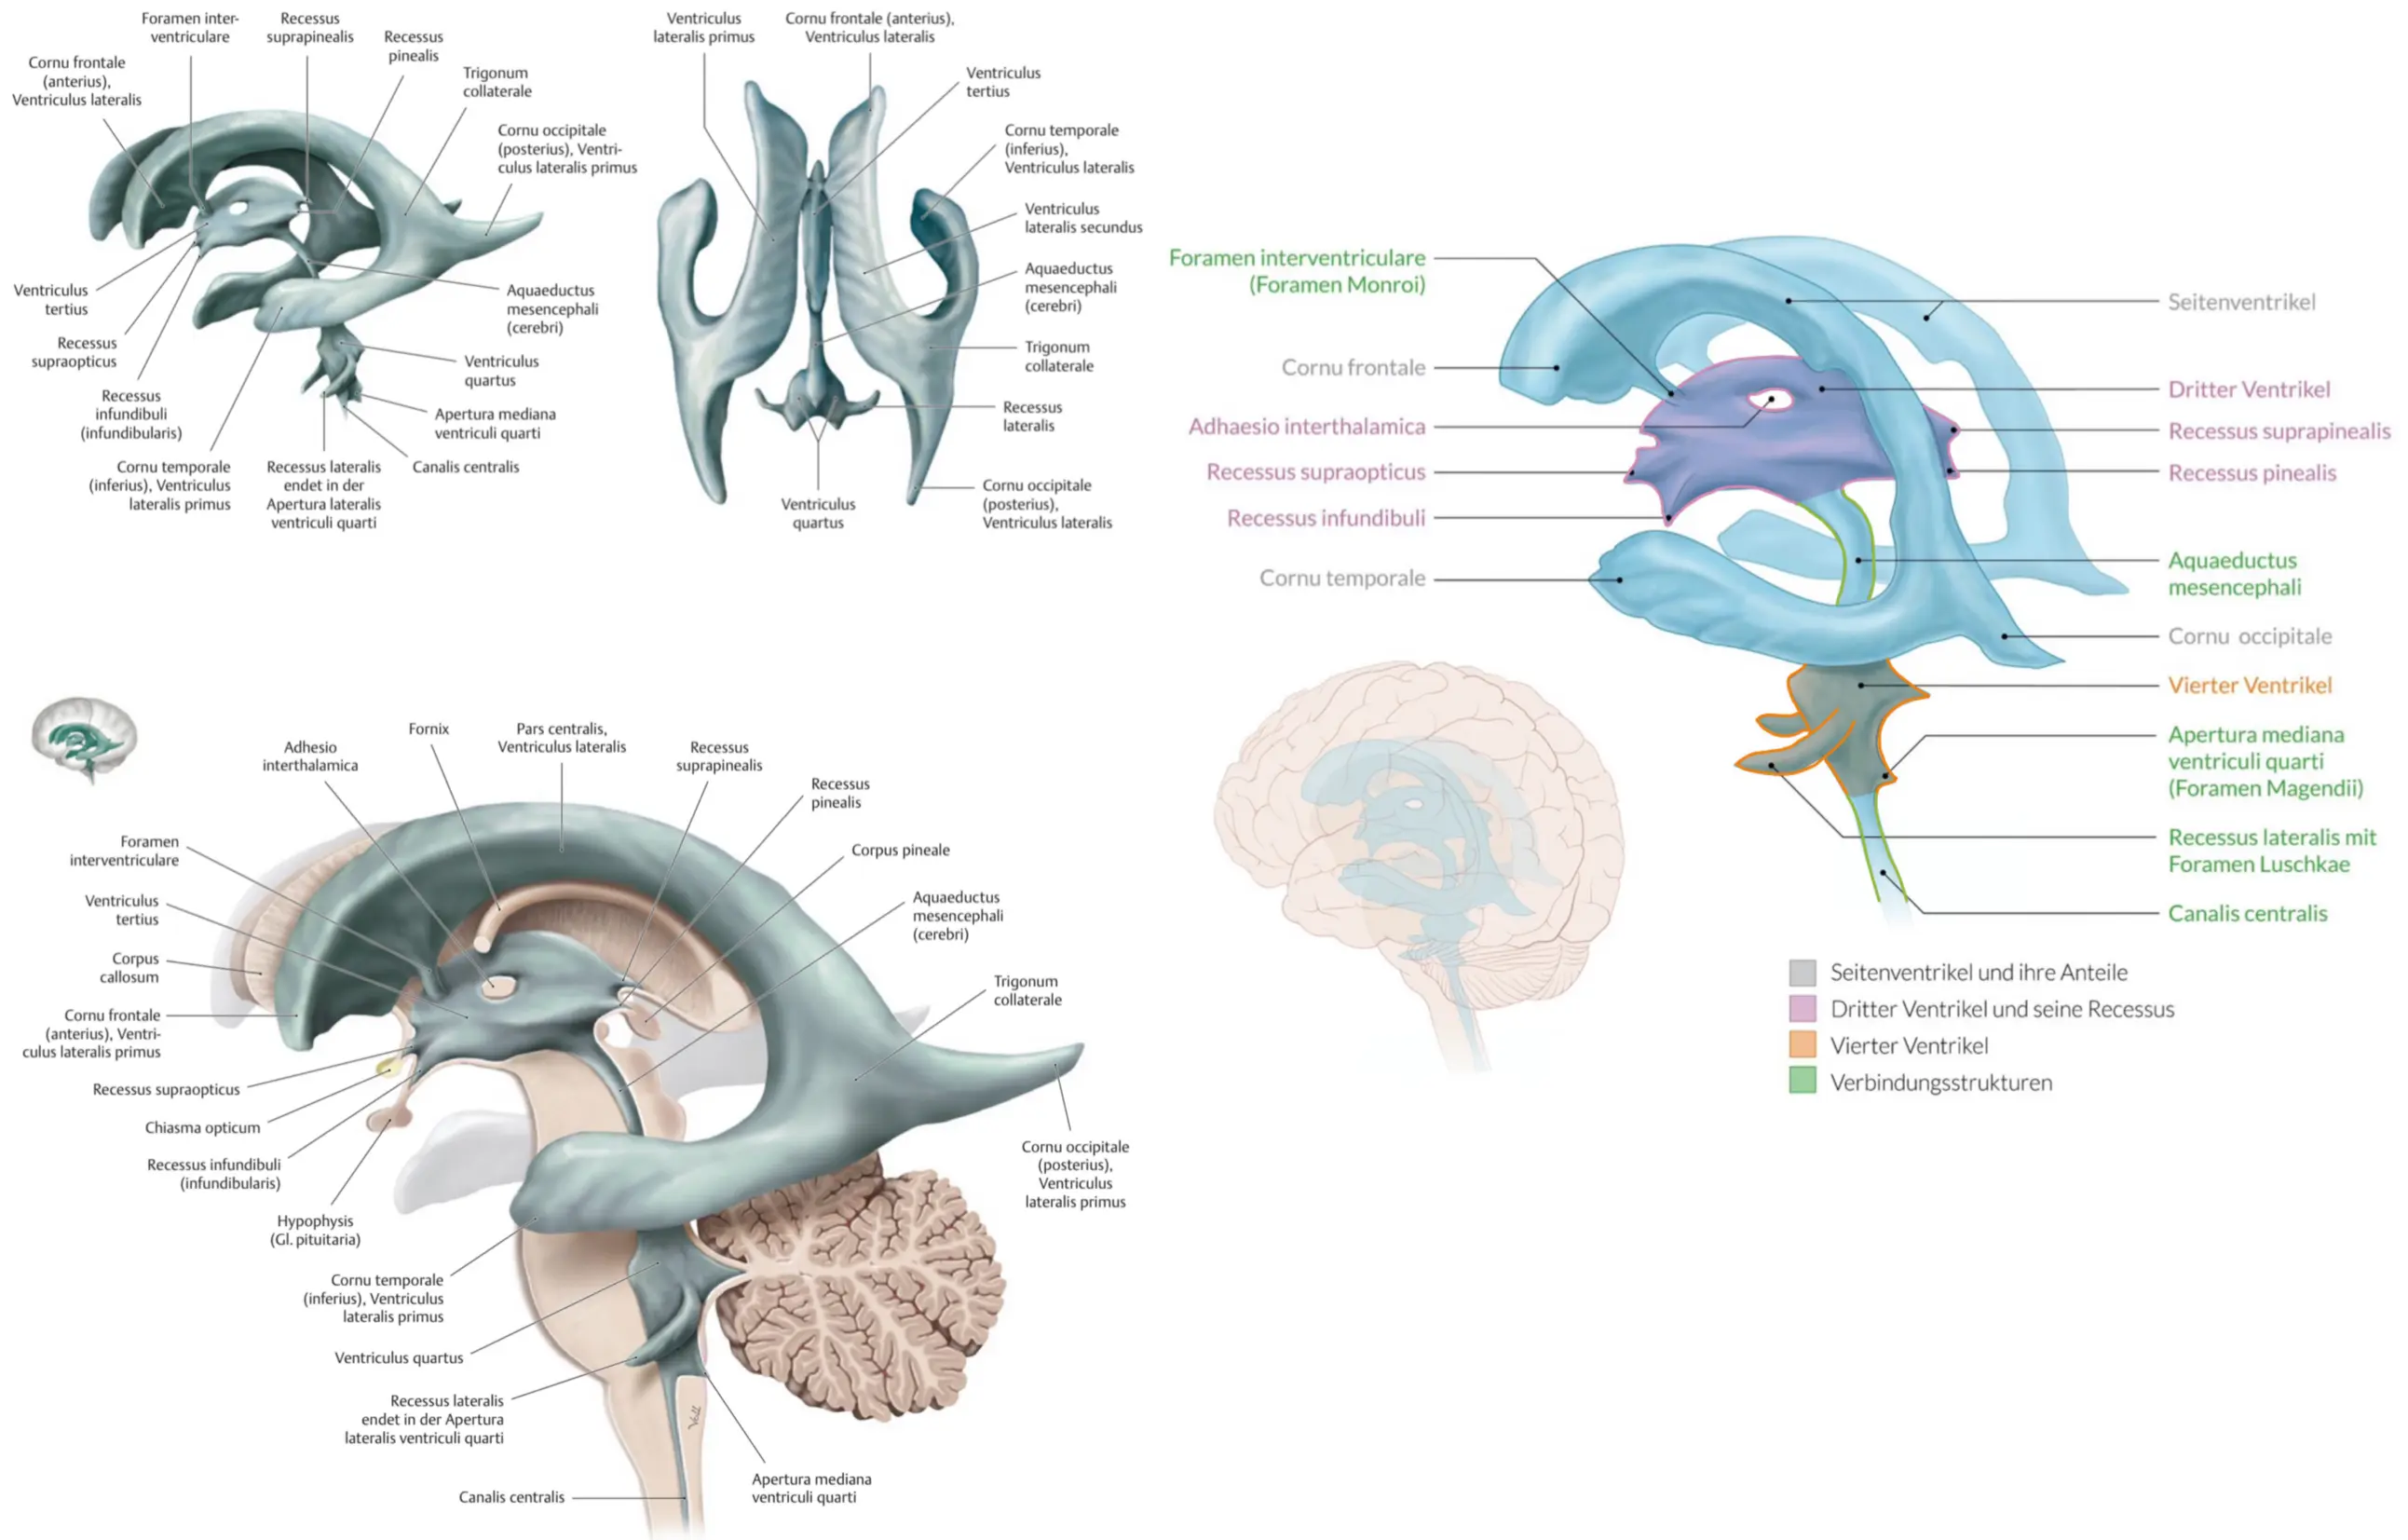 Foramen inter-
ventriculare
Recessus
suprapinealis
Recessus
pinealis
Cornu frontale
(anterius),
Ventriculus lateralis
Trigonum
collaterale
Cornu occipitale
(posterius), Ventri-
culus lateralis primus
Ventriculus
tertius
Recessus
supraopticus
Recessus
infundibuli
(infundibularis)
Cornu temporale
(inferius), Ventriculus
lateralis primus
Recessus lateralis
endet in der
Apertura lateralis
ventriculi quarti
Aquaeductus
mesencephali
(cerebri)
Ventriculus
quartus
Apertura mediana
ventriculi quarti
Canalis centralis
Ventriculus
lateralis primus
Cornu frontale (anterius),
Ventriculus lateralis
Ventriculus
tertius
Cornu temporale
(inferius),
Ventriculus lateralis
Ventriculus
lateralis secundus
Aquaeductus
mesencephali
(cerebri)
Trigonum
collaterale
Recessus
lateralis
Cornu occipitale
(posterius),
Ventriculus lateralis
Ventriculus
quartus
Foramen interventriculare
(Foramen Monroi)
Cornu frontale
Adhaesio interthalamica
Recessus supraopticus
Recessus infundibuli
Cornu temporale
Seitenventrikel
Dritter Ventrikel
Recessus suprapinealis
Recessus pinealis
Aquaeductus
mesencephali
Cornu occipitale
Vierter Ventrikel
Apertura mediana
ventriculi quarti
(Foramen Magendii)
Recessus lateralis mit
Foramen Luschkae
Canalis centralis
Seitenventrikel und ihre Anteile
Dritter Ventrikel und seine Recessus
Vierter Ventrikel
Verbindungsstrukturen
Adhesio
interthalamica
Fornix
Pars centralis,
Ventriculus lateralis
Recessus
suprapinealis
Recessus
pinealis
Corpus pineale
Aquaeductus
mesencephali
(cerebri)
Trigonum
collaterale
Cornu occipitale
(posterius),
Ventriculus
lateralis primus
Foramen
interventriculare
Ventriculus
tertius
Corpus
callosum
Cornu frontale
(anterius), Ventri-
culus lateralis primus
Recessus supraopticus
Chiasma opticum
Recessus infundibuli
(infundibularis)
Hypophysis
(Gl. pituitaria)
Cornu temporale
(inferius), Ventriculus
lateralis primus
Ventriculus quartus
Recessus lateralis
endet in der Apertura
lateralis ventriculi quarti
Canalis centralis
Apertura mediana
ventriculi quarti